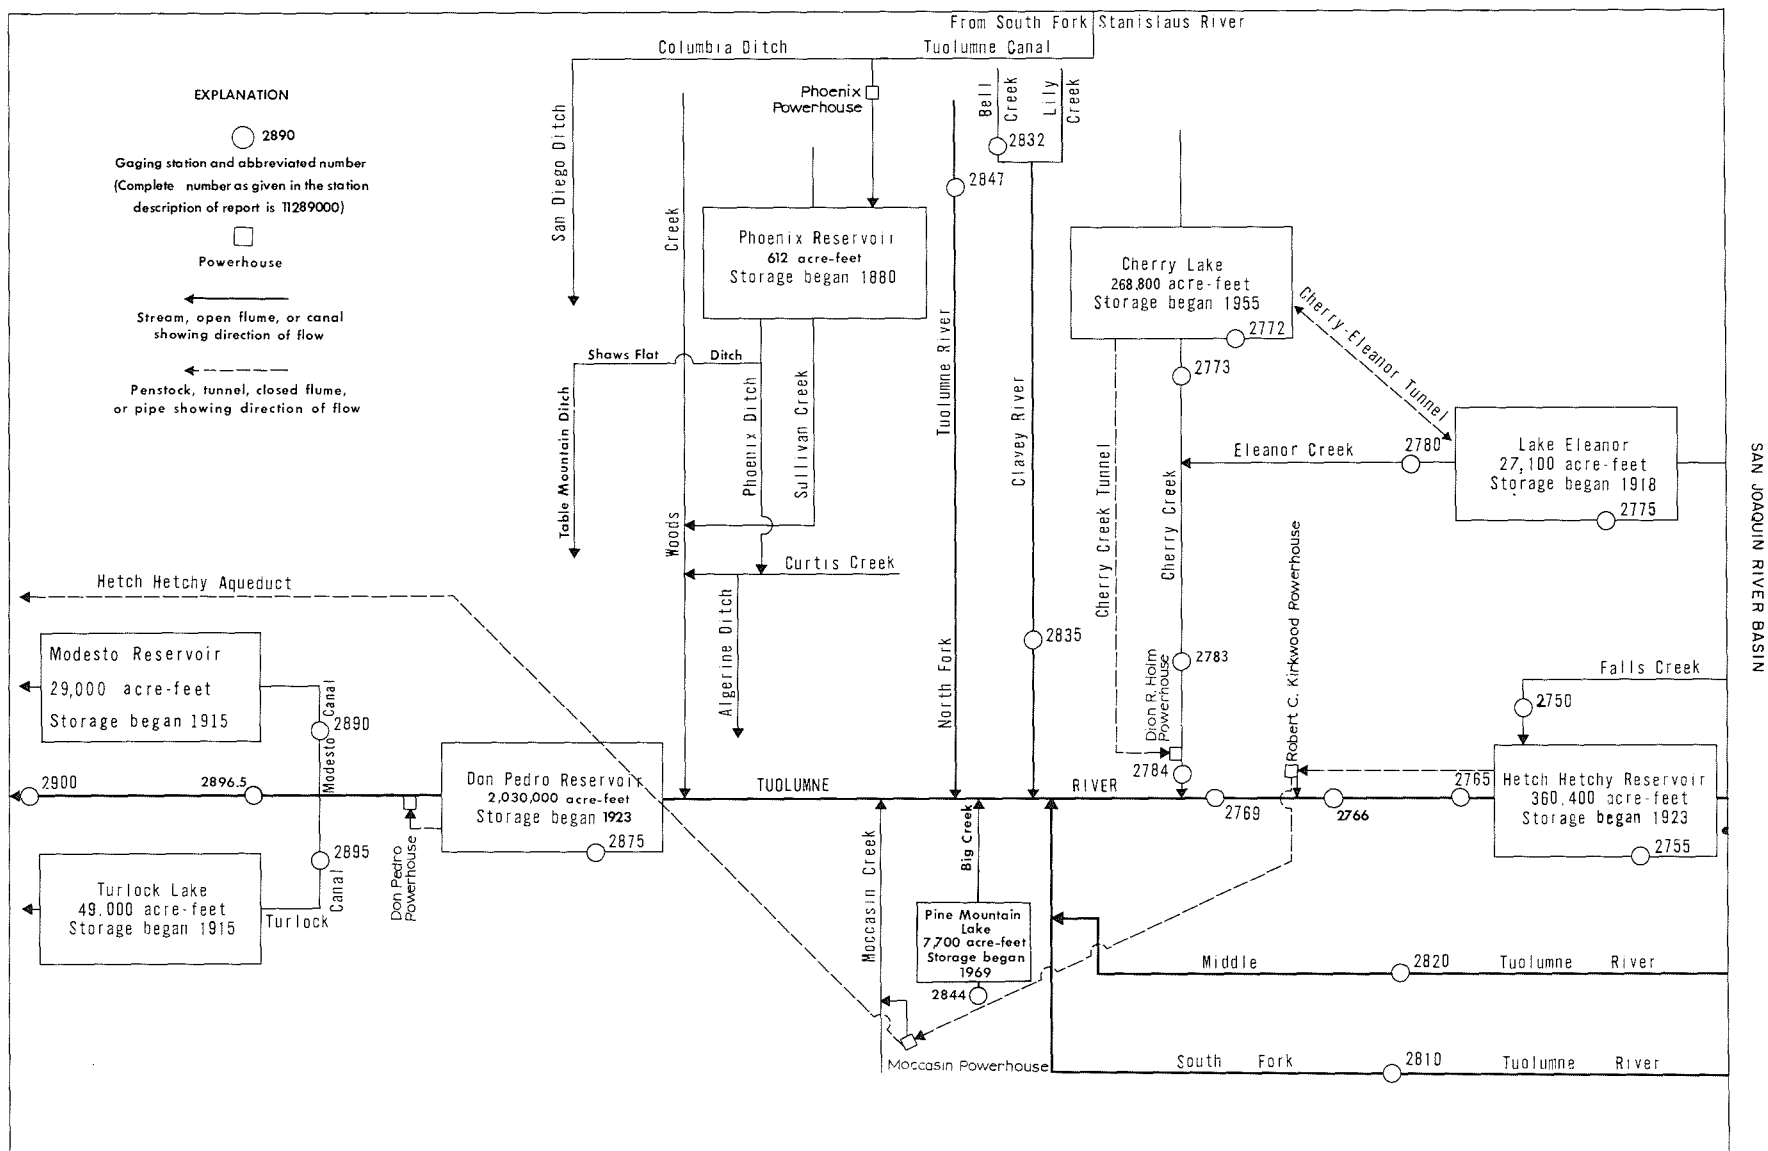 From South Fork Stanislaus River
Columbia Ditch
Tuolumne Canal
EXPLANATION
2890
Gaging station and abbreviated number
(Complete number as given in the station
description of report is 11289000)
Powerhouse
Stream, open flume, or canal
showing direction of flow
Penstock, tunnel, closed flume,
or pipe showing direction of flow
San Diego Ditch
Phoenix
Powerhouse
Bell
Creek
Lily
Creek
2832
2847
Creek
Woods
Phoenix Reservoir
612 acre-feet
Storage began 1880
Cherry Lake
268,800 acre-feet
Storage began 1955
2772
2773
Cherry-Eleanor Tunnel
Shaws Flat Ditch
Table Mountain Ditch
Phoenix Ditch
Sullivan Creek
Tuolumne River
North Fork
Clavey River
Cherry Creek Tunnel
Cherry Creek
Eleanor Creek
2780
Lake Eleanor
27,100 acre-feet
Storage began 1918
2775
SAN JOAQUIN RIVER BASIN
Curtis Creek
Algerine Ditch
Hetch Hetchy Aqueduct
2835
2783
Dion R. Holm
Powerhouse
Robert C. Kirkwood Powerhouse
Falls Creek
2750
Modesto Reservoir
29,000 acre-feet
Storage began 1915
Modesto Canal
2890
2900
2896.5
Don Pedro Reservoir
2,030,000 acre-feet
Storage began 1923
2875
TUOLUMNE RIVER
2784
2769
2766
2765
Hetch Hetchy Reservoir
360,400 acre-feet
Storage began 1923
2755
Turlock Lake
49,000 acre-feet
Storage began 1915
2895
Turlock
Canal
Don Pedro
Powerhouse
Moccasin Creek
Big Creek
Pine Mountain
Lake
7,700 acre-feet
Storage began
1969
2844
Middle
2820
Tuolumne River
Moccasin Powerhouse
South Fork
2810
Tuolumne River